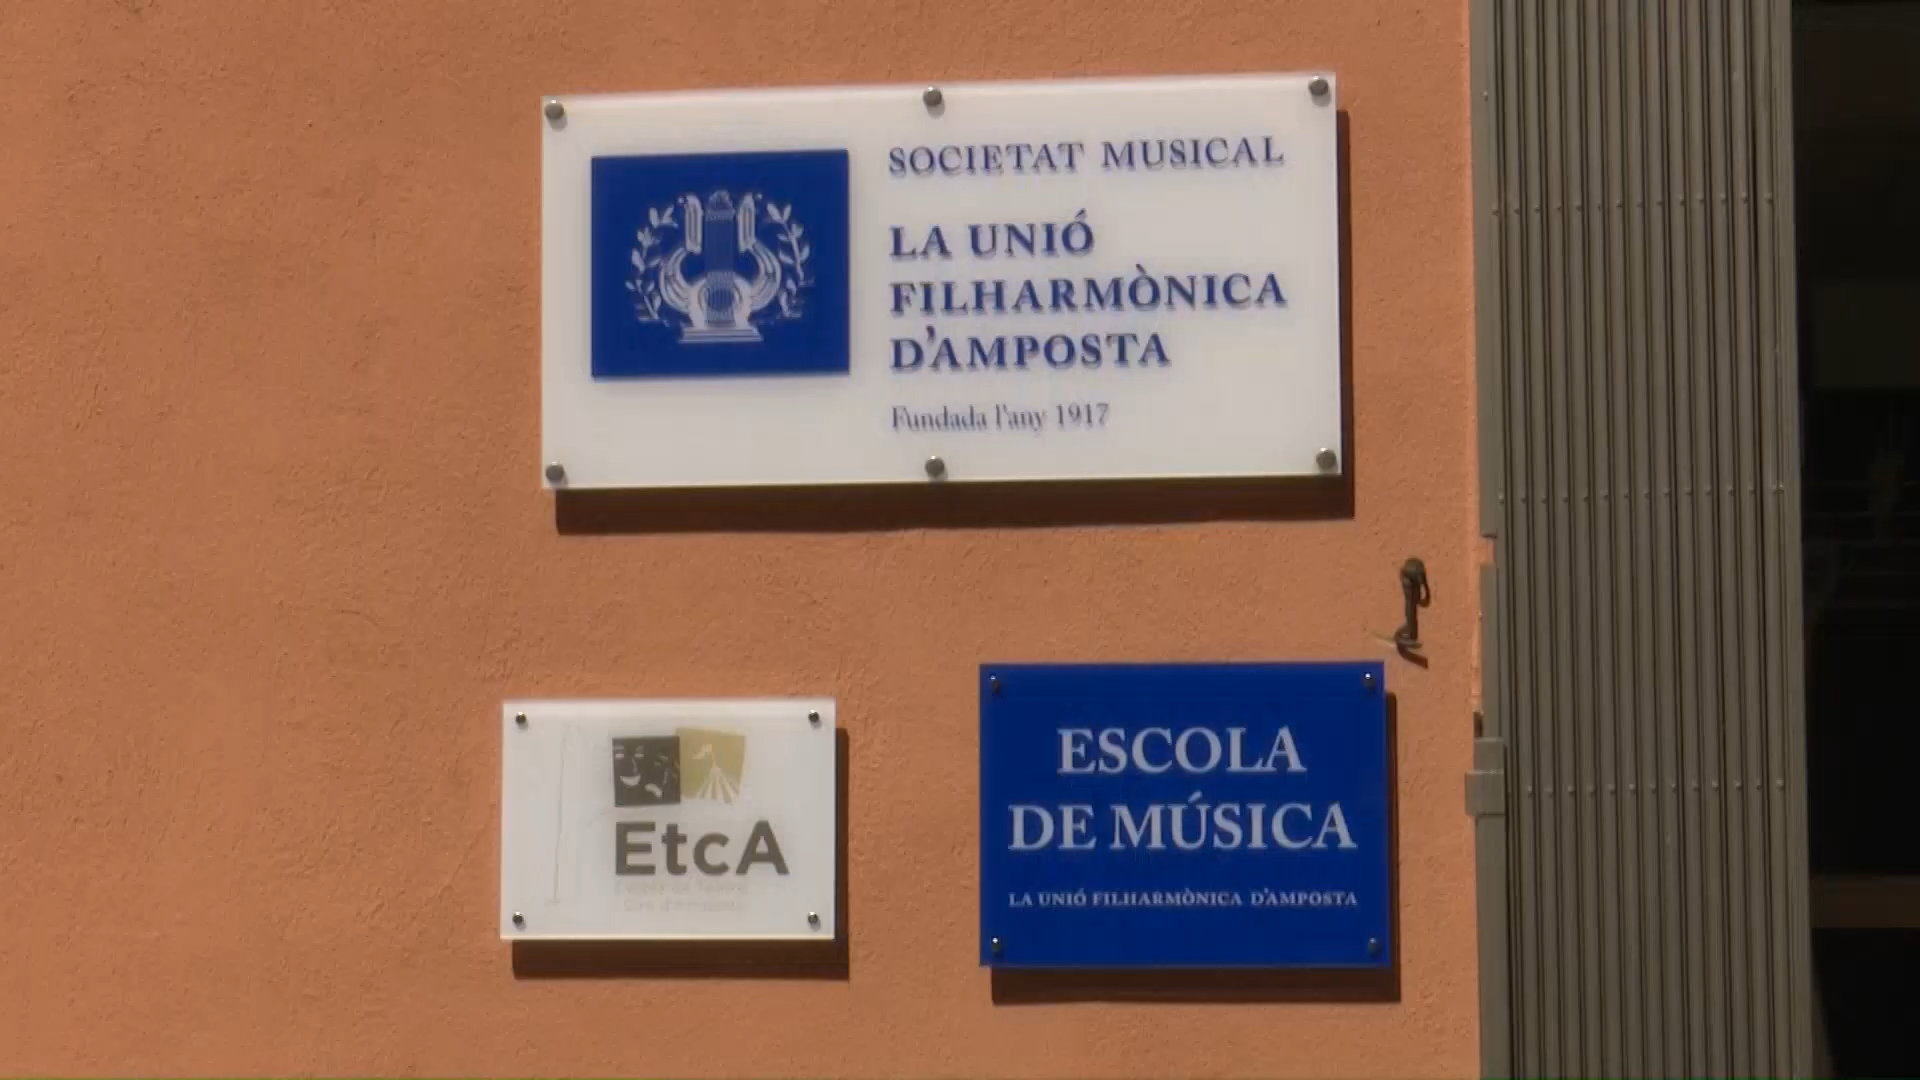 SOCIETAT MUSICAL
LA UNIÓ
FILHARMÒNICA
D'AMPOSTA
Fundada l'any 1917
EtcA
ESCOLA
DE MÚSICA
LA UNIÓ FILHARMÒNICA D'AMPOSTA